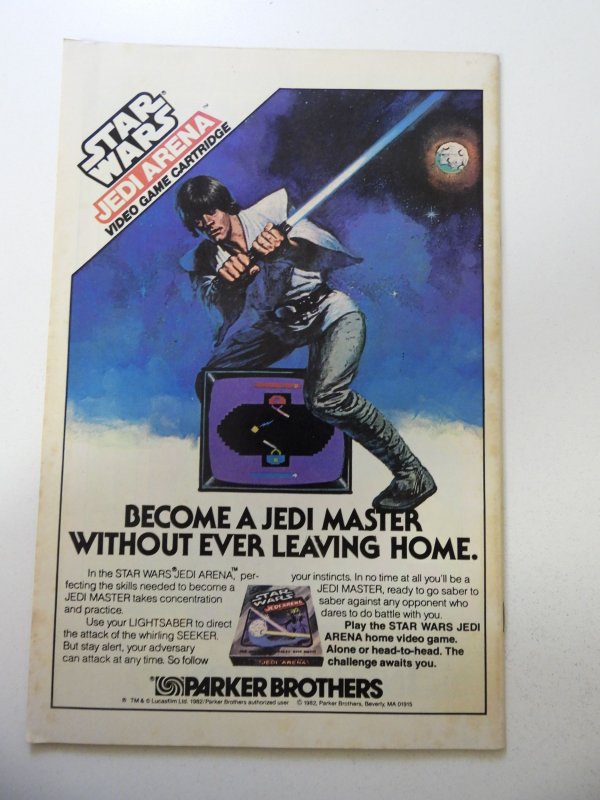 STAR
WARS®
JEDI ARENA™
VIDEO GAME CARTRIDGE
BECOME A JEDI MASTER
WITHOUT EVER LEAVING HOME.
In the STAR WARS® JEDI ARENA™, per-
fecting the skills needed to become a
JEDI MASTER takes concentration
and practice.
Use your LIGHTSABER to direct
the attack of the whirling SEEKER.
But stay alert, your adversary
can attack at any time. So follow
your instincts. In no time at all you'll be a
JEDI MASTER, ready to go saber to
saber against any opponent who
dares to do battle with you.
Play the STAR WARS JEDI
ARENA home video game.
Alone or head-to-head. The
challenge awaits you.
STAR
WARS
JEDI ARENA
JEDI ARENA
PARKER BROTHERS
® TM & © Lucasfilm Ltd. 1982/Parker Brothers authorized user © 1982, Parker Brothers, Beverly, MA 01915